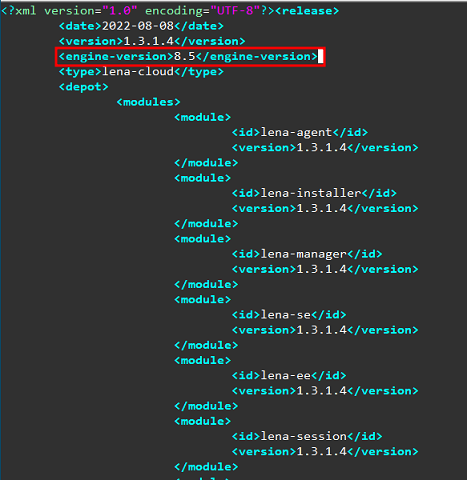 <?xml version="1.0" encoding="UTF-8"?><release>
<date>2022-08-08</date>
<version>1.3.1.4</version>
<engine-version>8.5</engine-version>
<type>lena-cloud</type>
<depot>
<modules>
<module>
<id>lena-agent</id>
<version>1.3.1.4</version>
</module>
<module>
<id>lena-installer</id>
<version>1.3.1.4</version>
</module>
<module>
<id>lena-manager</id>
<version>1.3.1.4</version>
</module>
<module>
<id>lena-se</id>
<version>1.3.1.4</version>
</module>
<module>
<id>lena-ee</id>
<version>1.3.1.4</version>
</module>
<module>
<id>lena-session</id>
<version>1.3.1.4</version>
</module>
<module>